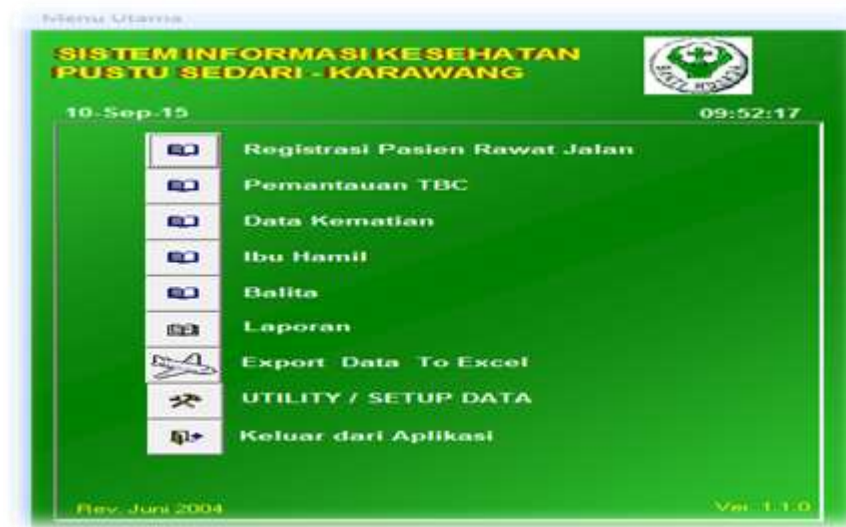 Menu Utama
SISTEM INFORMASI KESEHATAN
PUSTU SEDARI - KARAWANG
10-Sep-15 09:52:17
Registrasi Pasien Rawat Jalan
Pemantauan TBC
Data Kematian
Ibu Hamil
Balita
Laporan
Export Data To Excel
UTILITY / SETUP DATA
Keluar dari Aplikasi
Rev. Juni 2004 Ver. 1.1.0